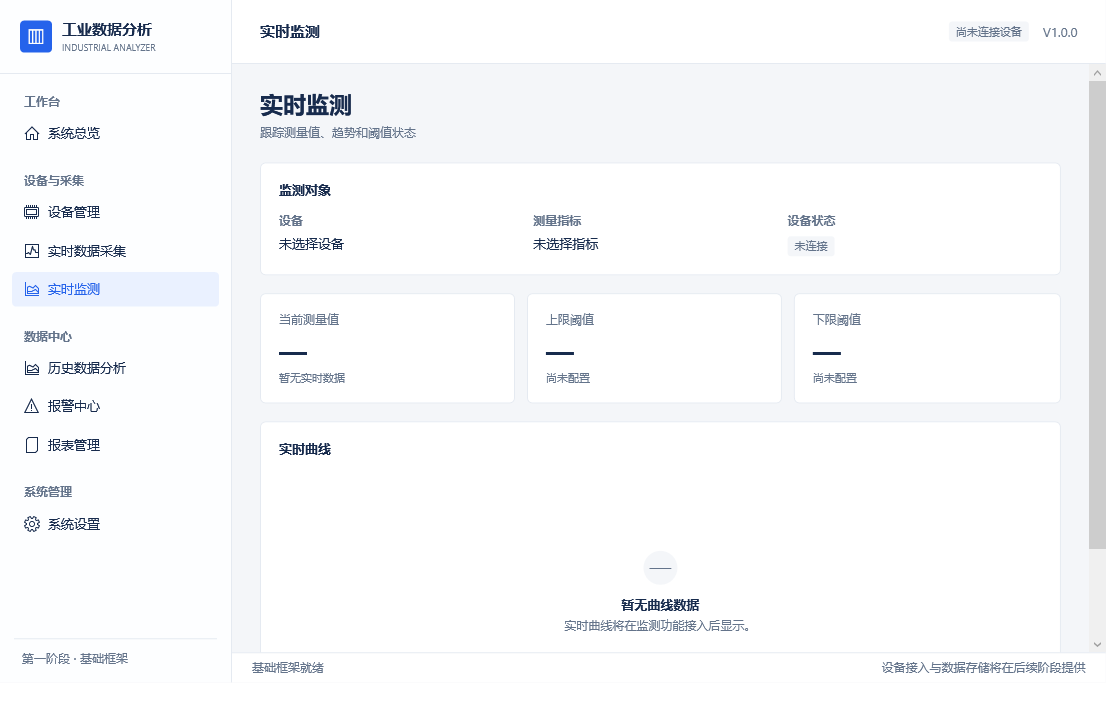 工业数据分析
INDUSTRIAL ANALYZER
工作台
系统总览
设备与采集
设备管理
实时数据采集
实时监测
数据中心
历史数据分析
报警中心
报表管理
系统管理
系统设置
第一阶段 · 基础框架
实时监测
尚未连接设备
V1.0.0
实时监测
跟踪测量值、趋势和阈值状态
监测对象
设备
测量指标
设备状态
未选择设备
未选择指标
未连接
当前测量值
上限阈值
下限阈值
—
—
—
暂无实时数据
尚未配置
尚未配置
实时曲线
—
暂无曲线数据
实时曲线将在监测功能接入后显示。
基础框架就绪
设备接入与数据存储将在后续阶段提供